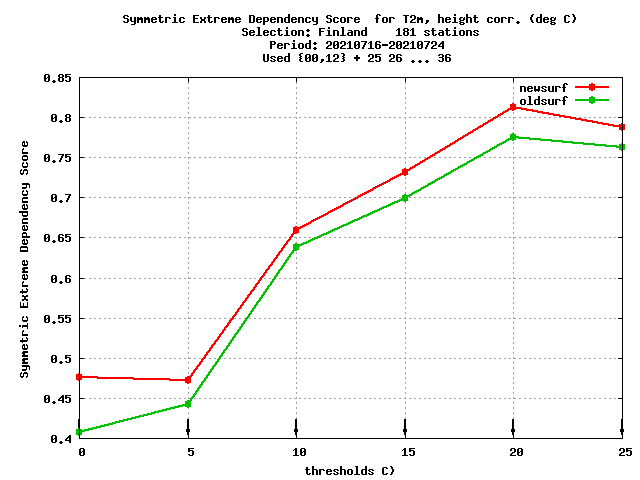 Symmetric Extreme Dependency Score  for T2m, height corr. (deg C)
Selection: Finland    181 stations
Period: 20210716-20210724
Used {00,12} + 25 26 ... 36
newsurf
oldsurf
0.85
0.8
0.75
0.7
0.65
0.6
0.55
0.5
0.45
0.4
Symmetric Extreme Dependency Score
0 5 10 15 20 25
thresholds C)